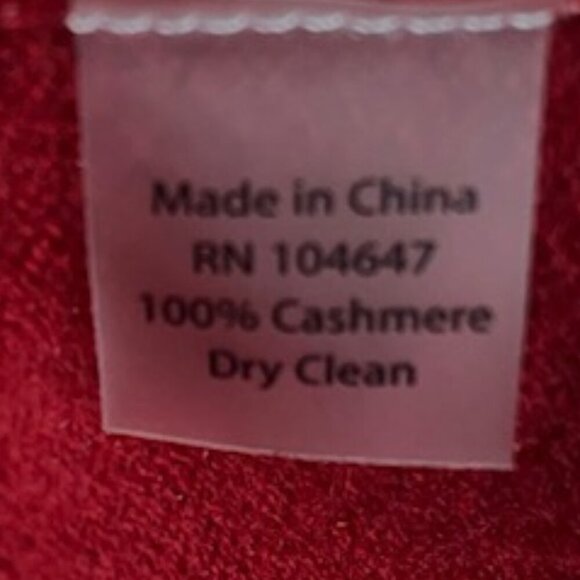 Made in China
RN 104647
100% Cashmere
Dry Clean